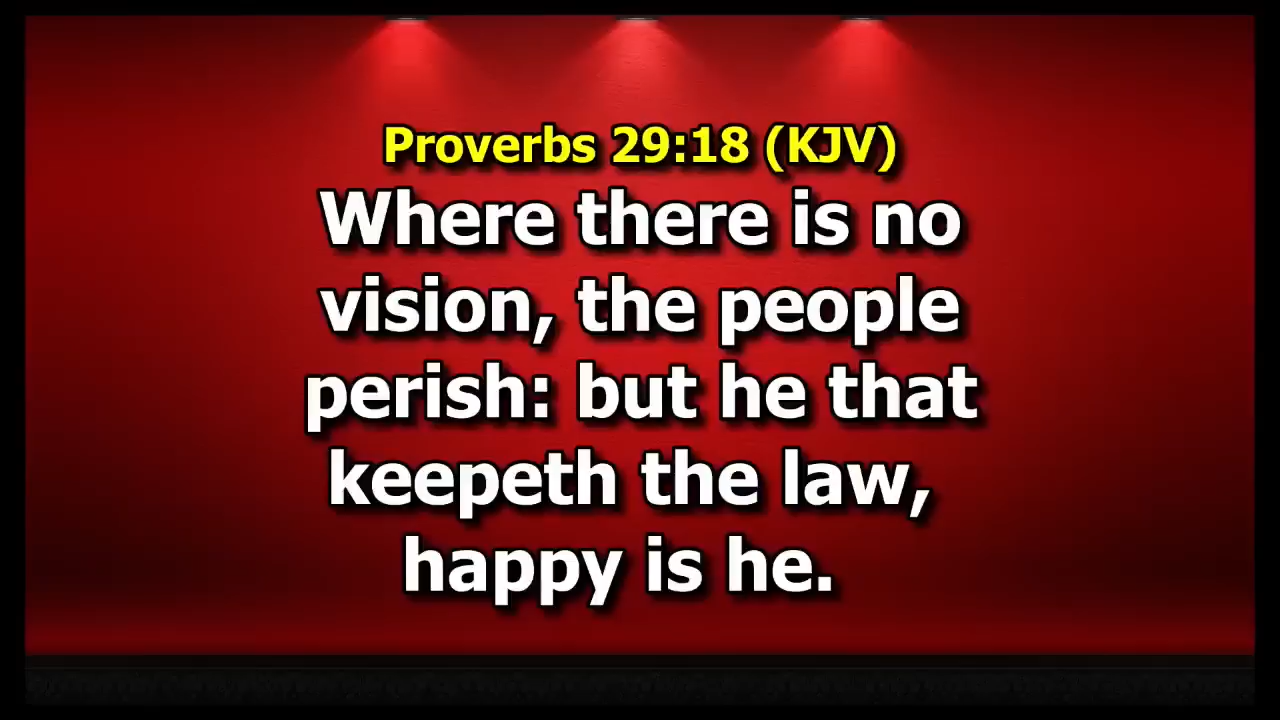 Proverbs 29:18 (KJV)
Where there is no
vision, the people
perish: but he that
keepeth the law,
happy is he.